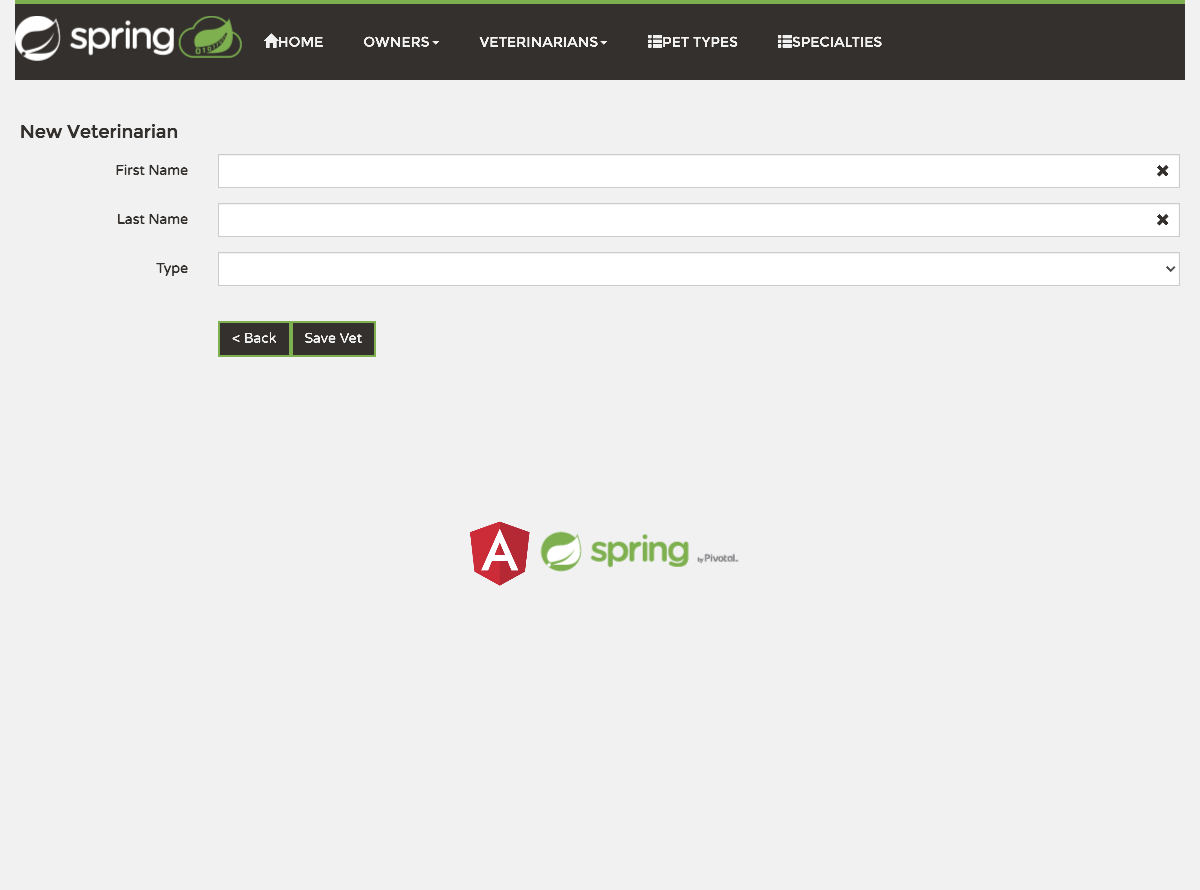 spring HOME OWNERS VETERINARIANS PET TYPES SPECIALTIES
New Veterinarian
First Name
Last Name
Type
< Back Save Vet
spring by Pivotal.